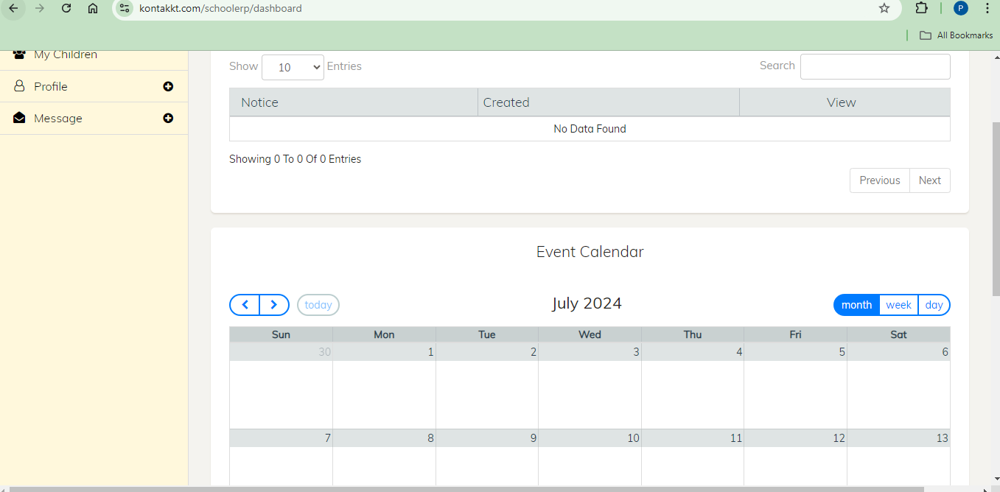 kontakkt.com/schoolerp/dashboard
P
All Bookmarks
My Children
Profile
Message
Show 10 Entries
Search
Notice Created View
No Data Found
Showing 0 To 0 Of 0 Entries
Previous Next
Event Calendar
today
July 2024
month week day
Sun Mon Tue Wed Thu Fri Sat
30 1 2 3 4 5 6
7 8 9 10 11 12 13